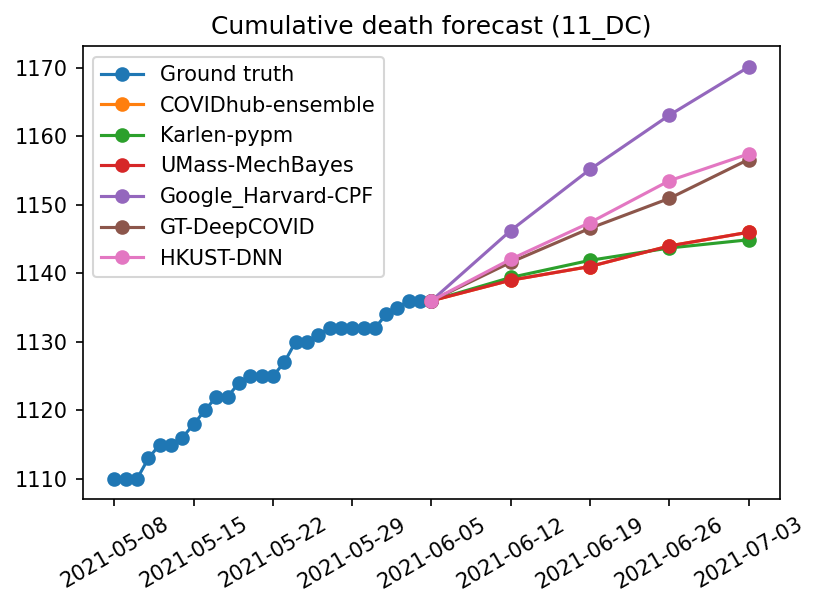 Cumulative death forecast (11_DC)
Ground truth
COVIDhub-ensemble
Karlen-pypm
UMass-MechBayes
Google_Harvard-CPF
GT-DeepCOVID
HKUST-DNN
1170
1160
1150
1140
1130
1120
1110
2021-05-08
2021-05-15
2021-05-22
2021-05-29
2021-06-05
2021-06-12
2021-06-19
2021-06-26
2021-07-03